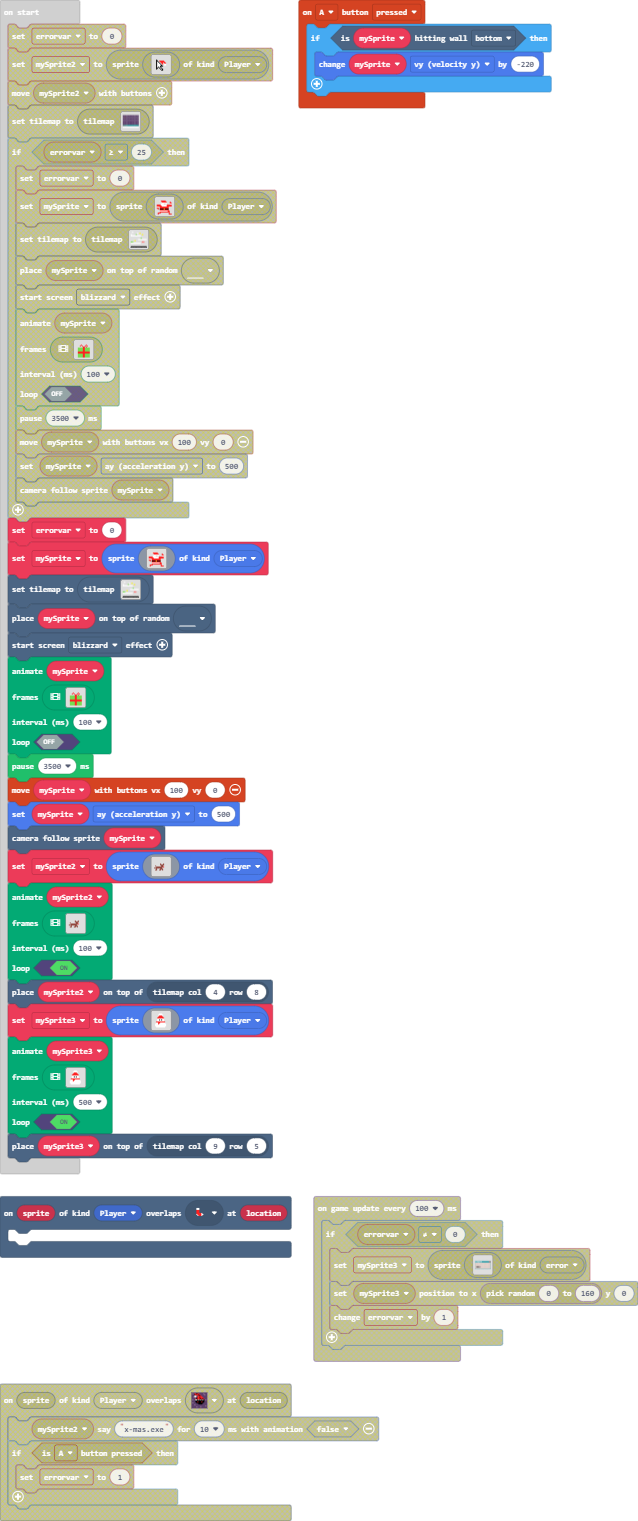 on start
set errorvar to 0
set mySprite2 to sprite of kind Player
move mySprite2 with buttons
set tilemap to tilemap
if errorvar ≥ 25 then
set errorvar to 0
set mySprite to sprite of kind Player
set tilemap to tilemap
place mySprite on top of random
start screen blizzard effect
animate mySprite
frames
interval (ms) 100
loop OFF
pause 3500 ms
move mySprite with buttons vx 100 vy 0
set mySprite ay (acceleration y) to 500
camera follow sprite mySprite
set errorvar to 0
set mySprite to sprite of kind Player
set tilemap to tilemap
place mySprite on top of random
start screen blizzard effect
animate mySprite
frames
interval (ms) 100
loop OFF
pause 3500 ms
move mySprite with buttons vx 100 vy 0
set mySprite ay (acceleration y) to 500
camera follow sprite mySprite
set mySprite2 to sprite of kind Player
animate mySprite2
frames
interval (ms) 100
loop ON
place mySprite2 on top of tilemap col 4 row 8
set mySprite3 to sprite of kind Player
animate mySprite3
frames
interval (ms) 500
loop ON
place mySprite3 on top of tilemap col 9 row 5
on A button pressed
if is mySprite hitting wall bottom then
change mySprite vy (velocity y) by -220
on sprite of kind Player overlaps at location
on game update every 100 ms
if errorvar ≠ 0 then
set mySprite3 to sprite of kind error
set mySprite3 position to x pick random 0 to 160 y 0
change errorvar by 1
on sprite of kind Player overlaps at location
mySprite2 say "x-mas.exe" for 10 ms with animation false
if is A button pressed then
set errorvar to 1